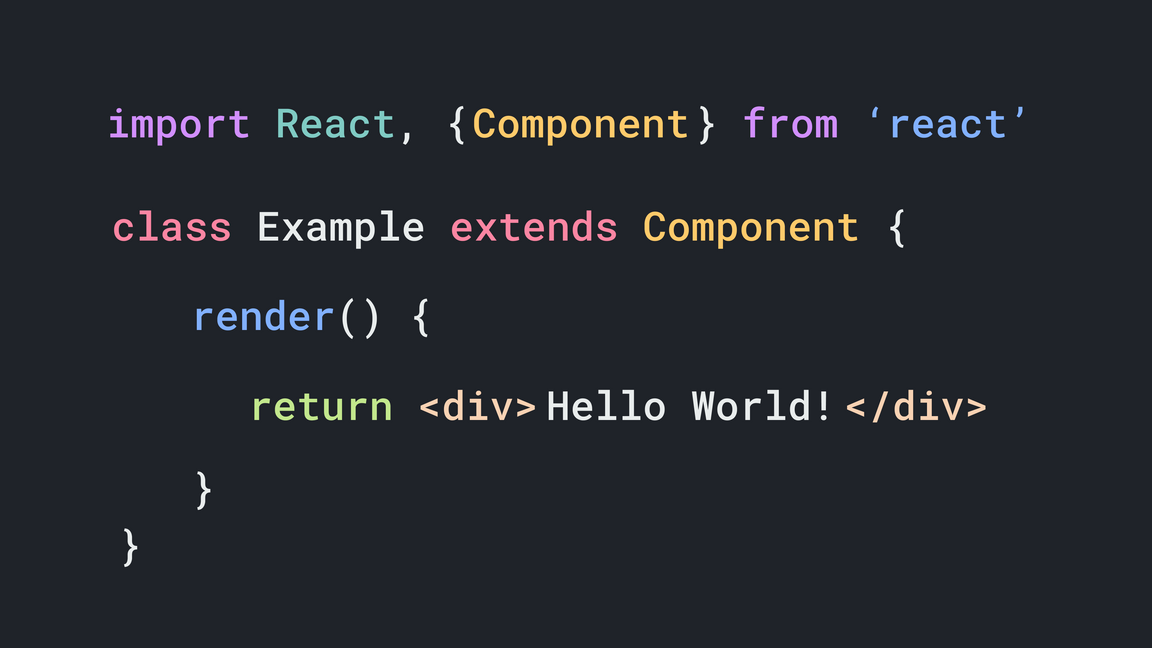 import React, {Component} from ‘react’
class Example extends Component {
render() {
return <div>Hello World!</div>
}
}